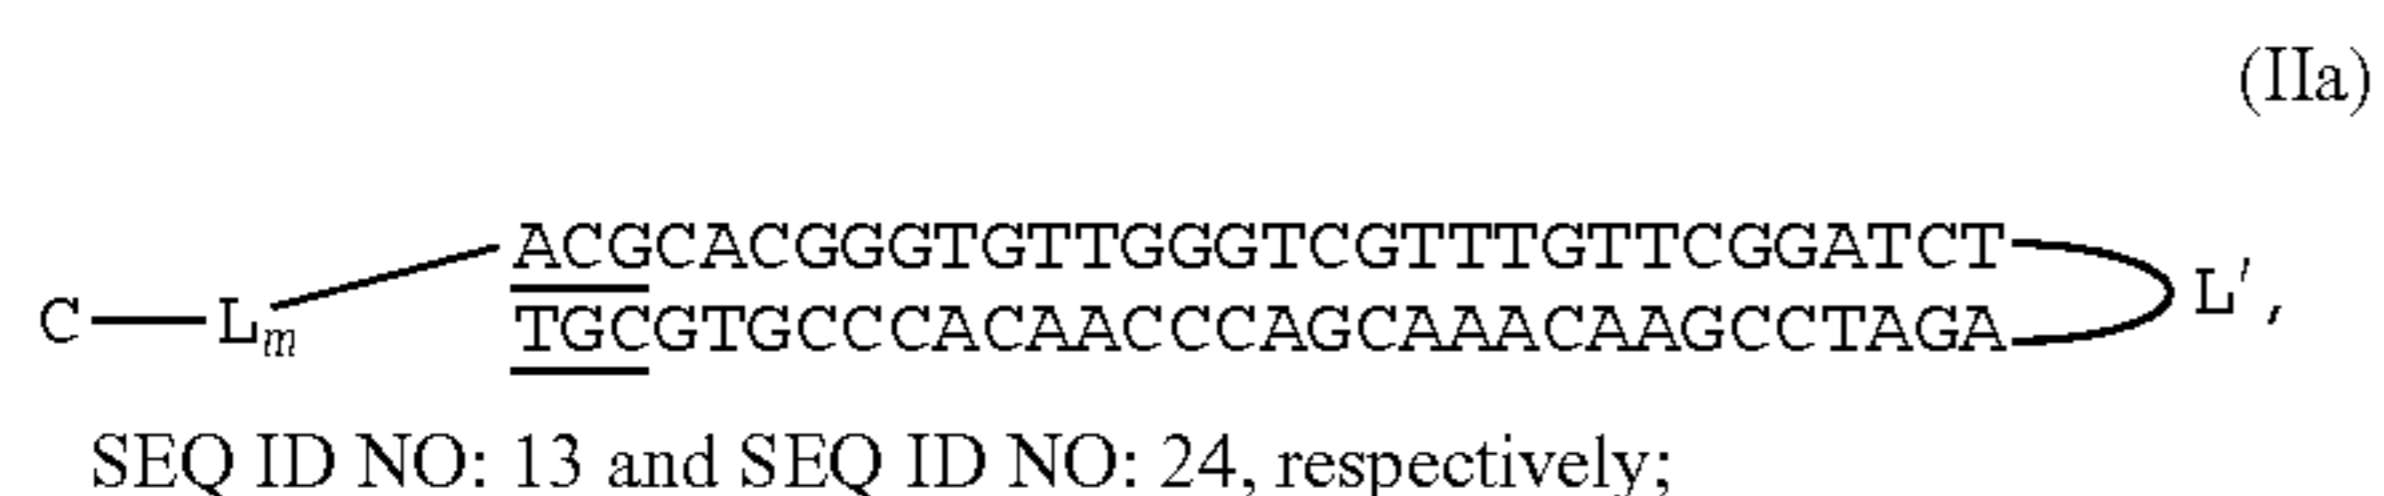 (IIa)
ACGCACGGGTGTTGGGTCGTTTGTTCGGATCT
C—Lm L′,
TGCGTGCCCACAACCCAGCAAACAAGCCTAGA
SEQ ID NO: 13 and SEQ ID NO: 24, respectively;